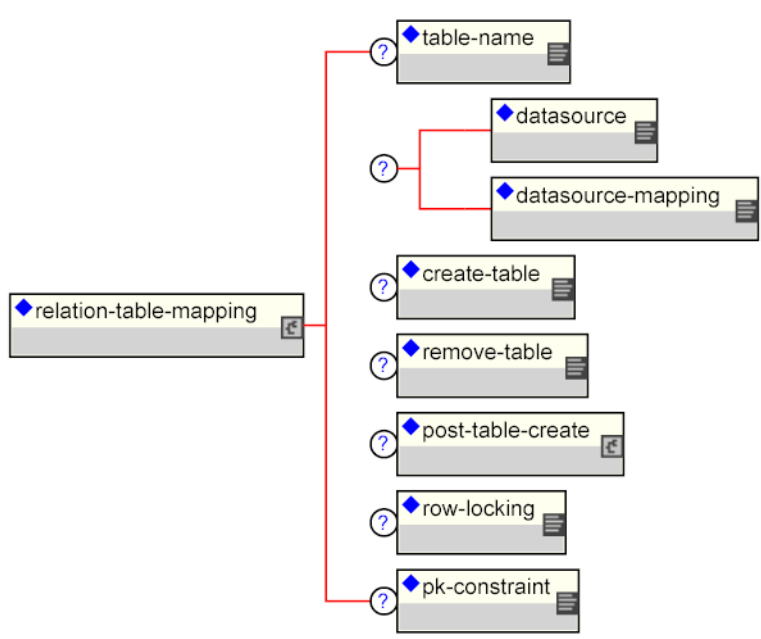 ?
table-name
datasource
?
datasource-mapping
?
create-table
relation-table-mapping
?
remove-table
?
post-table-create
?
row-locking
?
pk-constraint